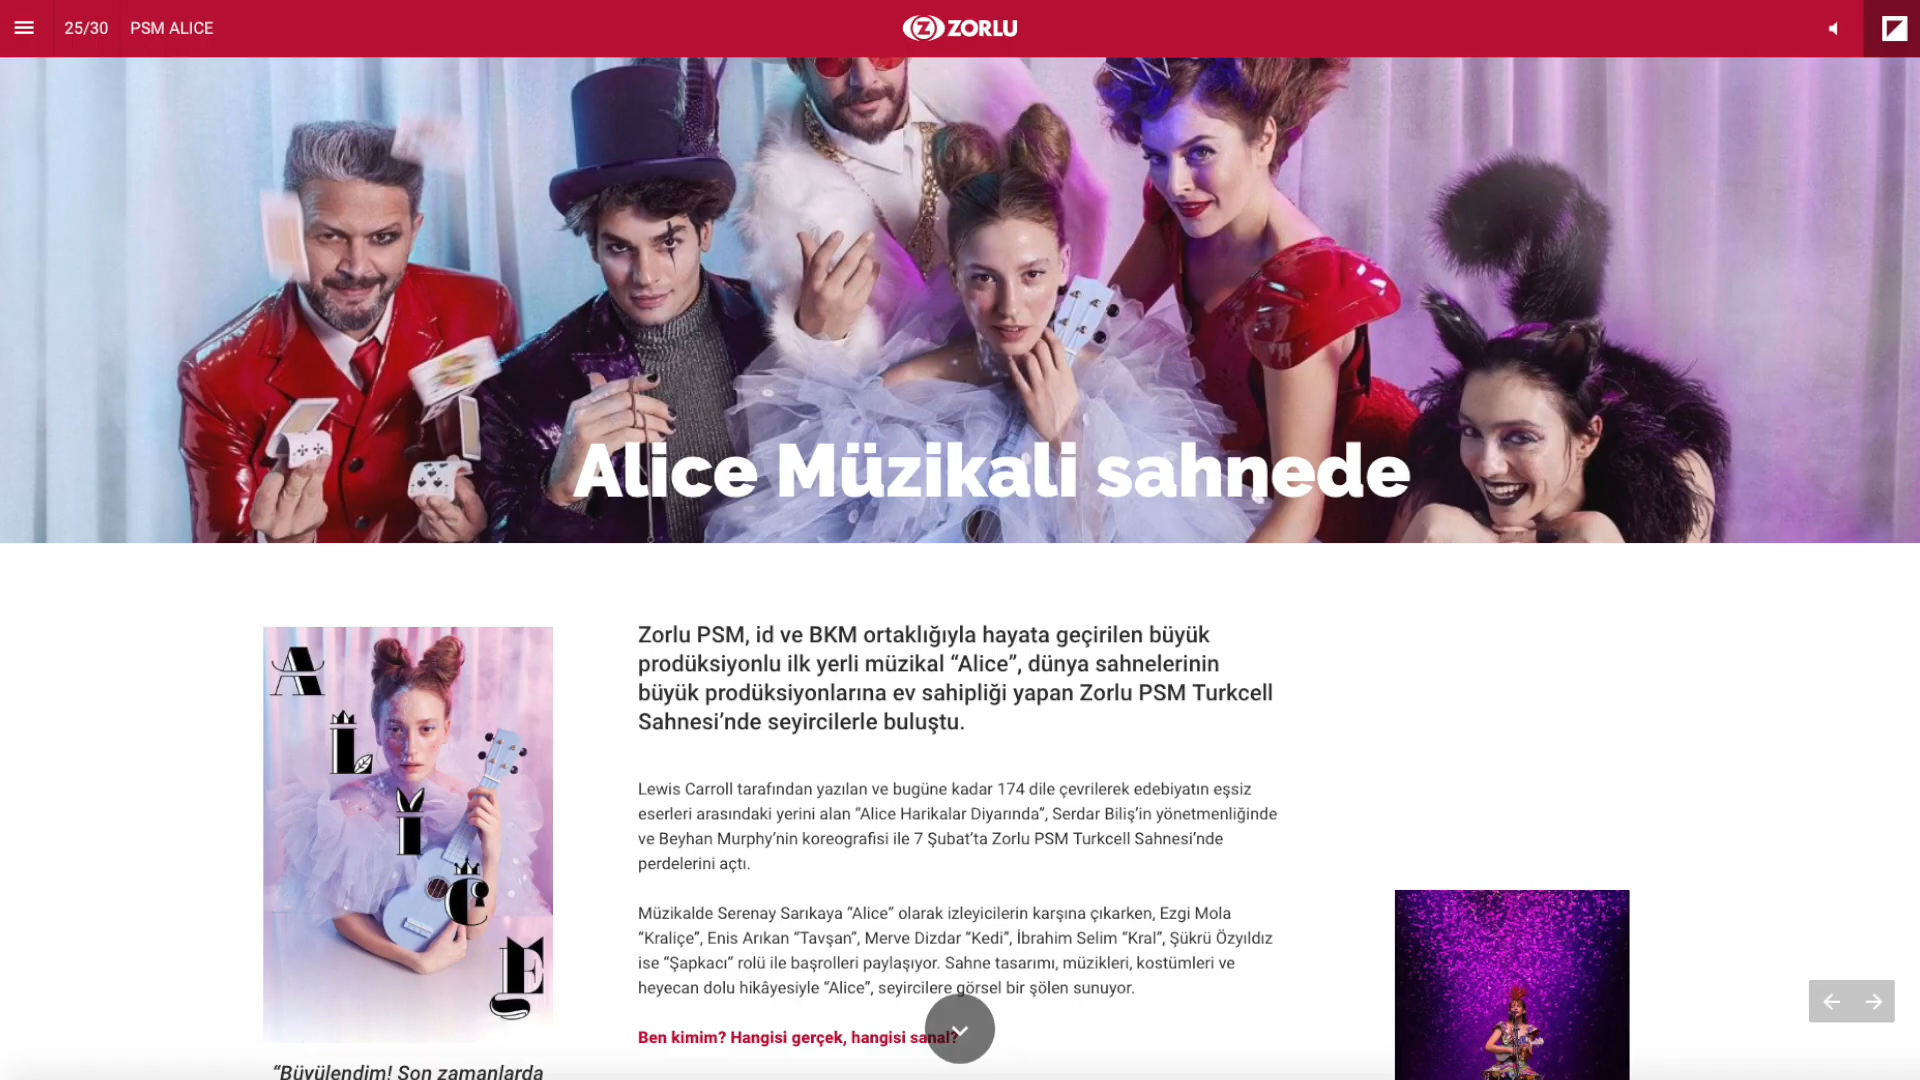 25/30
PSM ALICE
ZORLU
Alice Müzikali sahnede
A
L
İ
C
E
Zorlu PSM, id ve BKM ortaklığıyla hayata geçirilen büyük
prodüksiyonlu ilk yerli müzikal “Alice”, dünya sahnelerinin
büyük prodüksiyonlarına ev sahipliği yapan Zorlu PSM Turkcell
Sahnesi’nde seyircilerle buluştu.
Lewis Carroll tarafından yazılan ve bugüne kadar 174 dile çevrilerek edebiyatın eşsiz
eserleri arasındaki yerini alan “Alice Harikalar Diyarında“, Serdar Biliş’in yönetmenliğinde
ve Beyhan Murphy’nin koreografisi ile 7 Şubat’ta Zorlu PSM Turkcell Sahnesi’nde
perdelerini açtı.
Müzikalde Serenay Sarıkaya “Alice“ olarak izleyicilerin karşına çıkarken, Ezgi Mola
“Kraliçe”, Enis Arıkan “Tavşan”, Merve Dizdar “Kedi”, İbrahim Selim “Kral”, Şükrü Özyıldız
ise “Şapkacı” rolü ile başrolleri paylaşıyor. Sahne tasarımı, müzikleri, kostümleri ve
heyecan dolu hikâyesiyle “Alice”, seyircilere görsel bir şölen sunuyor.
Ben kimim? Hangisi gerçek, hangisi sanal?
“Büyülendim! Son zamanlarda